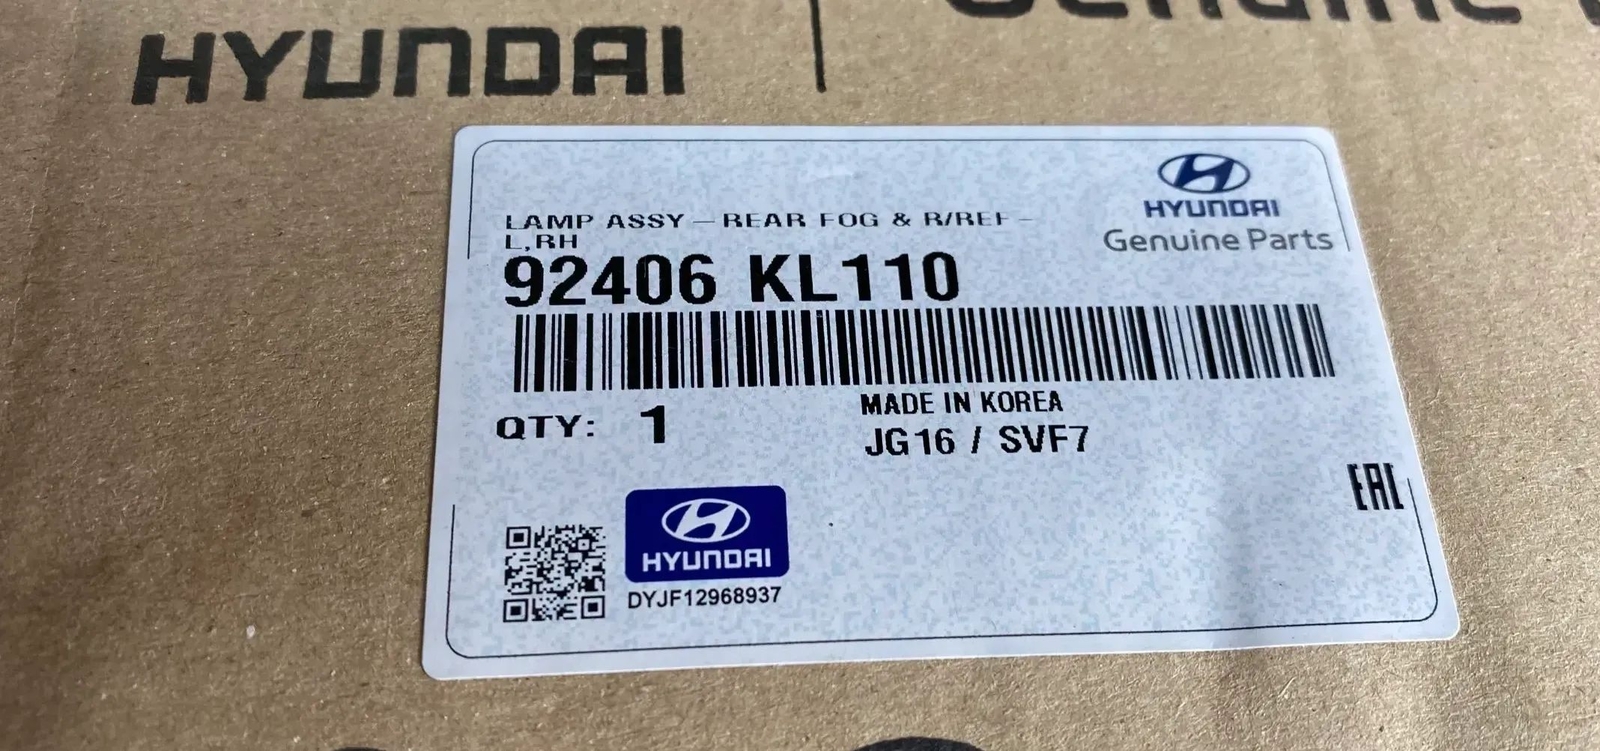 HYUNDAI
Genuine
HYUNDAI
Genuine Parts
LAMP ASSY – REAR FOG & R/REF –
L,RH
92406 KL110
QTY: 1
MADE IN KOREA
JG16 / SVF7
EAC
HYUNDAI
DYJF12968937